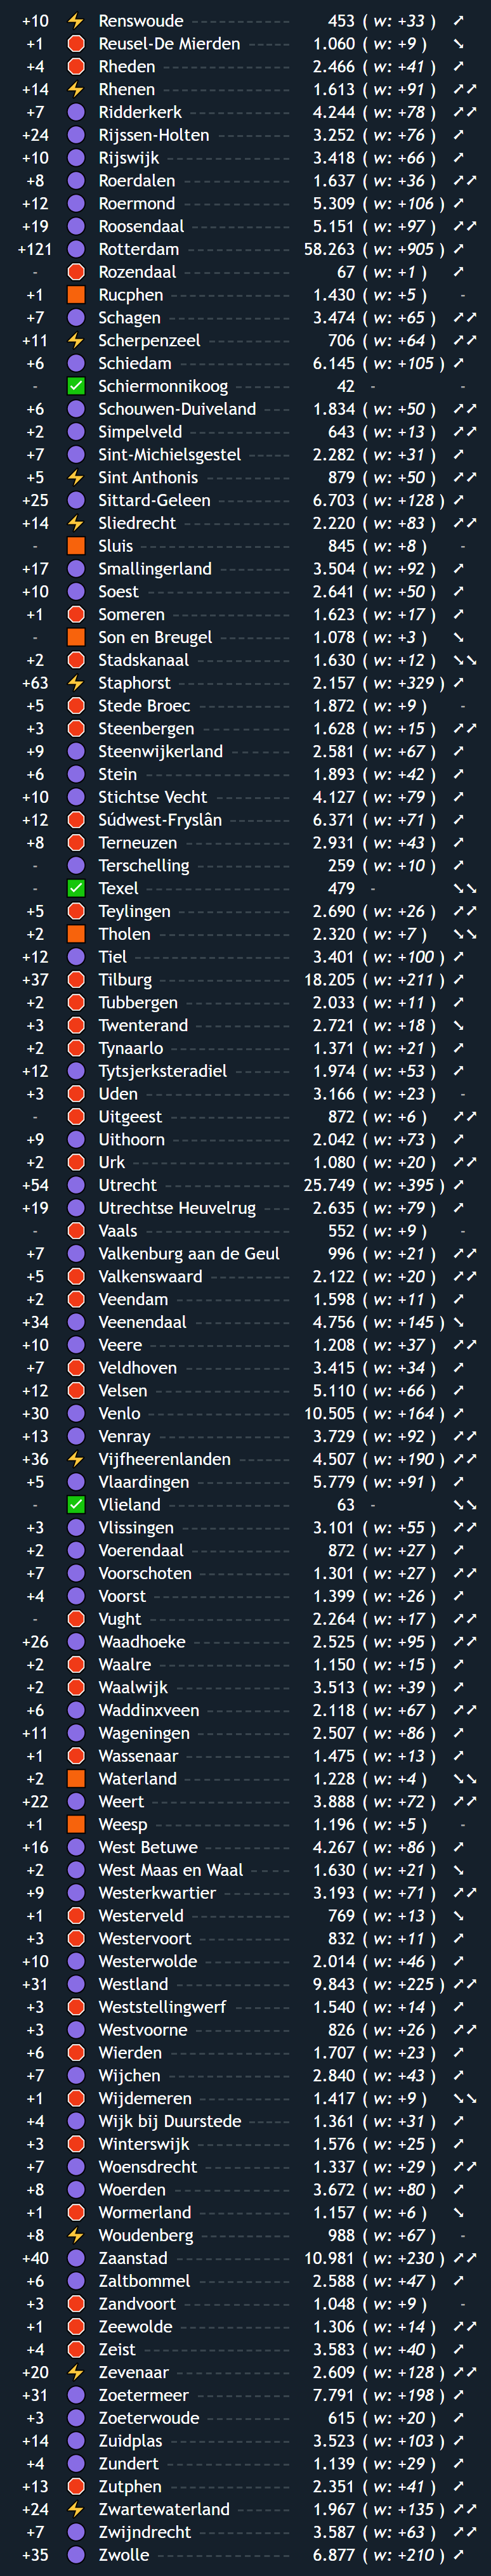 +10 Renswoude 453 ( w: +33 )
+1 Reusel-De Mierden 1.060 ( w: +9 )
+4 Rheden 2.466 ( w: +41 )
+14 Rhenen 1.613 ( w: +91 )
+7 Ridderkerk 4.244 ( w: +78 )
+24 Rijssen-Holten 3.252 ( w: +76 )
+10 Rijswijk 3.418 ( w: +66 )
+8 Roerdalen 1.637 ( w: +36 )
+12 Roermond 5.309 ( w: +106 )
+19 Roosendaal 5.151 ( w: +97 )
+121 Rotterdam 58.263 ( w: +905 )
- Rozendaal 67 ( w: +1 )
+1 Rucphen 1.430 ( w: +5 ) -
+7 Schagen 3.474 ( w: +65 )
+11 Scherpenzeel 706 ( w: +64 )
+6 Schiedam 6.145 ( w: +105 )
- Schiermonnikoog 42 - -
+6 Schouwen-Duiveland 1.834 ( w: +50 )
+2 Simpelveld 643 ( w: +13 )
+7 Sint-Michielsgestel 2.282 ( w: +31 )
+5 Sint Anthonis 879 ( w: +50 )
+25 Sittard-Geleen 6.703 ( w: +128 )
+14 Sliedrecht 2.220 ( w: +83 )
- Sluis 845 ( w: +8 ) -
+17 Smallingerland 3.504 ( w: +92 )
+10 Soest 2.641 ( w: +50 )
+1 Someren 1.623 ( w: +17 )
- Son en Breugel 1.078 ( w: +3 )
+2 Stadskanaal 1.630 ( w: +12 )
+63 Staphorst 2.157 ( w: +329 )
+5 Stede Broec 1.872 ( w: +9 ) -
+3 Steenbergen 1.628 ( w: +15 )
+9 Steenwijkerland 2.581 ( w: +67 )
+6 Stein 1.893 ( w: +42 )
+10 Stichtse Vecht 4.127 ( w: +79 )
+12 Súdwest-Fryslân 6.371 ( w: +71 )
+8 Terneuzen 2.931 ( w: +43 )
- Terschelling 259 ( w: +10 )
- Texel 479 -
+5 Teylingen 2.690 ( w: +26 )
+2 Tholen 2.320 ( w: +7 )
+12 Tiel 3.401 ( w: +100 )
+37 Tilburg 18.205 ( w: +211 )
+2 Tubbergen 2.033 ( w: +11 )
+3 Twenterand 2.721 ( w: +18 )
+2 Tynaarlo 1.371 ( w: +21 )
+12 Tytsjerksteradiel 1.974 ( w: +53 )
+3 Uden 3.166 ( w: +23 ) -
- Uitgeest 872 ( w: +6 )
+9 Uithoorn 2.042 ( w: +73 )
+2 Urk 1.080 ( w: +20 )
+54 Utrecht 25.749 ( w: +395 )
+19 Utrechtse Heuvelrug 2.635 ( w: +79 )
- Vaals 552 ( w: +9 ) -
+7 Valkenburg aan de Geul 996 ( w: +21 )
+5 Valkenswaard 2.122 ( w: +20 )
+2 Veendam 1.598 ( w: +11 )
+34 Veenendaal 4.756 ( w: +145 )
+10 Veere 1.208 ( w: +37 )
+7 Veldhoven 3.415 ( w: +34 )
+12 Velsen 5.110 ( w: +66 )
+30 Venlo 10.505 ( w: +164 )
+13 Venray 3.729 ( w: +92 )
+36 Vijfheerenlanden 4.507 ( w: +190 )
+5 Vlaardingen 5.779 ( w: +91 )
- Vlieland 63 -
+3 Vlissingen 3.101 ( w: +55 )
+2 Voerendaal 872 ( w: +27 )
+7 Voorschoten 1.301 ( w: +27 )
+4 Voorst 1.399 ( w: +26 )
- Vught 2.264 ( w: +17 )
+26 Waadhoeke 2.525 ( w: +95 )
+2 Waalre 1.150 ( w: +15 )
+2 Waalwijk 3.513 ( w: +39 )
+6 Waddinxveen 2.118 ( w: +67 )
+11 Wageningen 2.507 ( w: +86 )
+1 Wassenaar 1.475 ( w: +13 )
+2 Waterland 1.228 ( w: +4 )
+22 Weert 3.888 ( w: +72 )
+1 Weesp 1.196 ( w: +5 ) -
+16 West Betuwe 4.267 ( w: +86 )
+2 West Maas en Waal 1.630 ( w: +21 )
+9 Westerkwartier 3.193 ( w: +71 )
+1 Westerveld 769 ( w: +13 )
+3 Westervoort 832 ( w: +11 )
+10 Westerwolde 2.014 ( w: +46 )
+31 Westland 9.843 ( w: +225 )
+3 Weststellingwerf 1.540 ( w: +14 )
+3 Westvoorne 826 ( w: +26 )
+6 Wierden 1.707 ( w: +23 )
+7 Wijchen 2.840 ( w: +43 )
+1 Wijdemeren 1.417 ( w: +9 )
+4 Wijk bij Duurstede 1.361 ( w: +31 )
+3 Winterswijk 1.576 ( w: +25 )
+7 Woensdrecht 1.337 ( w: +29 )
+8 Woerden 3.672 ( w: +80 )
+1 Wormerland 1.157 ( w: +6 )
+8 Woudenberg 988 ( w: +67 ) -
+40 Zaanstad 10.981 ( w: +230 )
+6 Zaltbommel 2.588 ( w: +47 )
+3 Zandvoort 1.048 ( w: +9 ) -
+1 Zeewolde 1.306 ( w: +14 )
+4 Zeist 3.583 ( w: +40 )
+20 Zevenaar 2.609 ( w: +128 )
+31 Zoetermeer 7.791 ( w: +198 )
+3 Zoeterwoude 615 ( w: +20 )
+14 Zuidplas 3.523 ( w: +103 )
+4 Zundert 1.139 ( w: +29 )
+13 Zutphen 2.351 ( w: +41 )
+24 Zwartewaterland 1.967 ( w: +135 )
+7 Zwijndrecht 3.587 ( w: +63 )
+35 Zwolle 6.877 ( w: +210 )